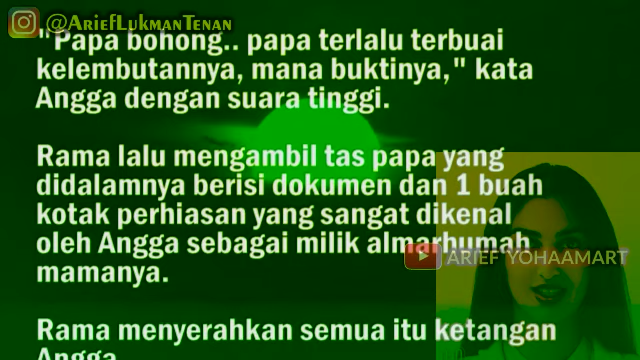 @AriefLukmanTenan
"Papa bohong.. papa terlalu terbuai
kelembutannya, mana buktinya," kata
Angga dengan suara tinggi.
Rama lalu mengambil tas papa yang
didalamnya berisi dokumen dan 1 buah
kotak perhiasan yang sangat dikenal
oleh Angga sebagai milik almarhumah
mamanya.
ARIEF YOHAAMART
Rama menyerahkan semua itu ketangan
Angga